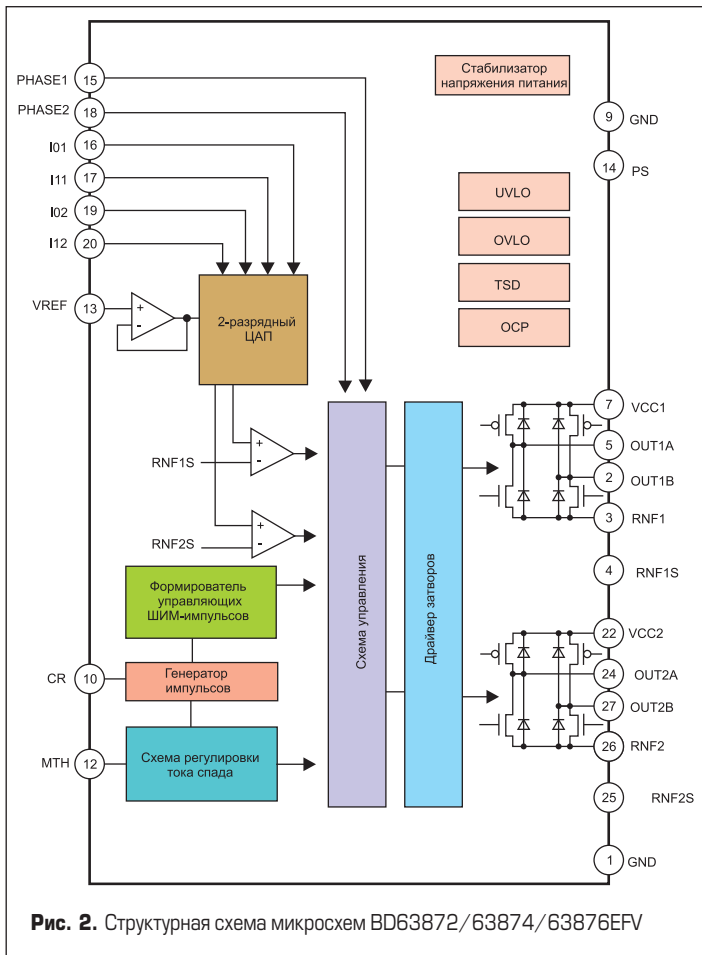 PHASE1
15
PHASE2
18
I01
16
I11
17
I02
19
I12
20
VREF
13
+
-
2-разрядный
ЦАП
Стабилизатор
напряжения питания
9
GND
14
PS
UVLO
OVLO
TSD
OCP
RNF1S
+
-
RNF2S
+
-
Формирователь
управляющих
ШИМ-импульсов
CR
10
Генератор
импульсов
MTH
12
Схема регулировки
тока спада
Схема управления
Драйвер затворов
7
VCC1
5
OUT1A
2
OUT1B
3
RNF1
4
RNF1S
22
VCC2
24
OUT2A
27
OUT2B
26
RNF2
25
RNF2S
1
GND
Рис. 2. Структурная схема микросхем BD63872/63874/63876EFV